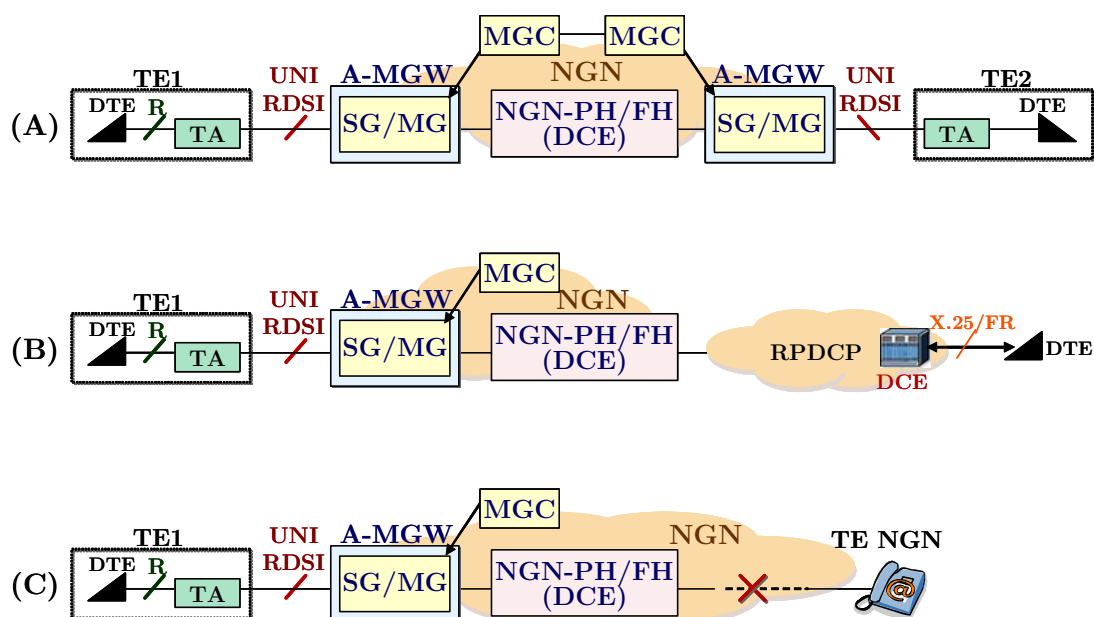 (A)
TE1
DTE
R
TA
UNI
RDSI
A-MGW
SG/MG
MGC
MGC
NGN
NGN-PH/FH
(DCE)
A-MGW
SG/MG
UNI
RDSI
TE2
DTE
TA
(B)
TE1
DTE
R
TA
UNI
RDSI
A-MGW
SG/MG
MGC
NGN
NGN-PH/FH
(DCE)
RPDCP
DCE
X.25/FR
DTE
(C)
TE1
DTE
R
TA
UNI
RDSI
A-MGW
SG/MG
MGC
NGN
NGN-PH/FH
(DCE)
TE NGN
@